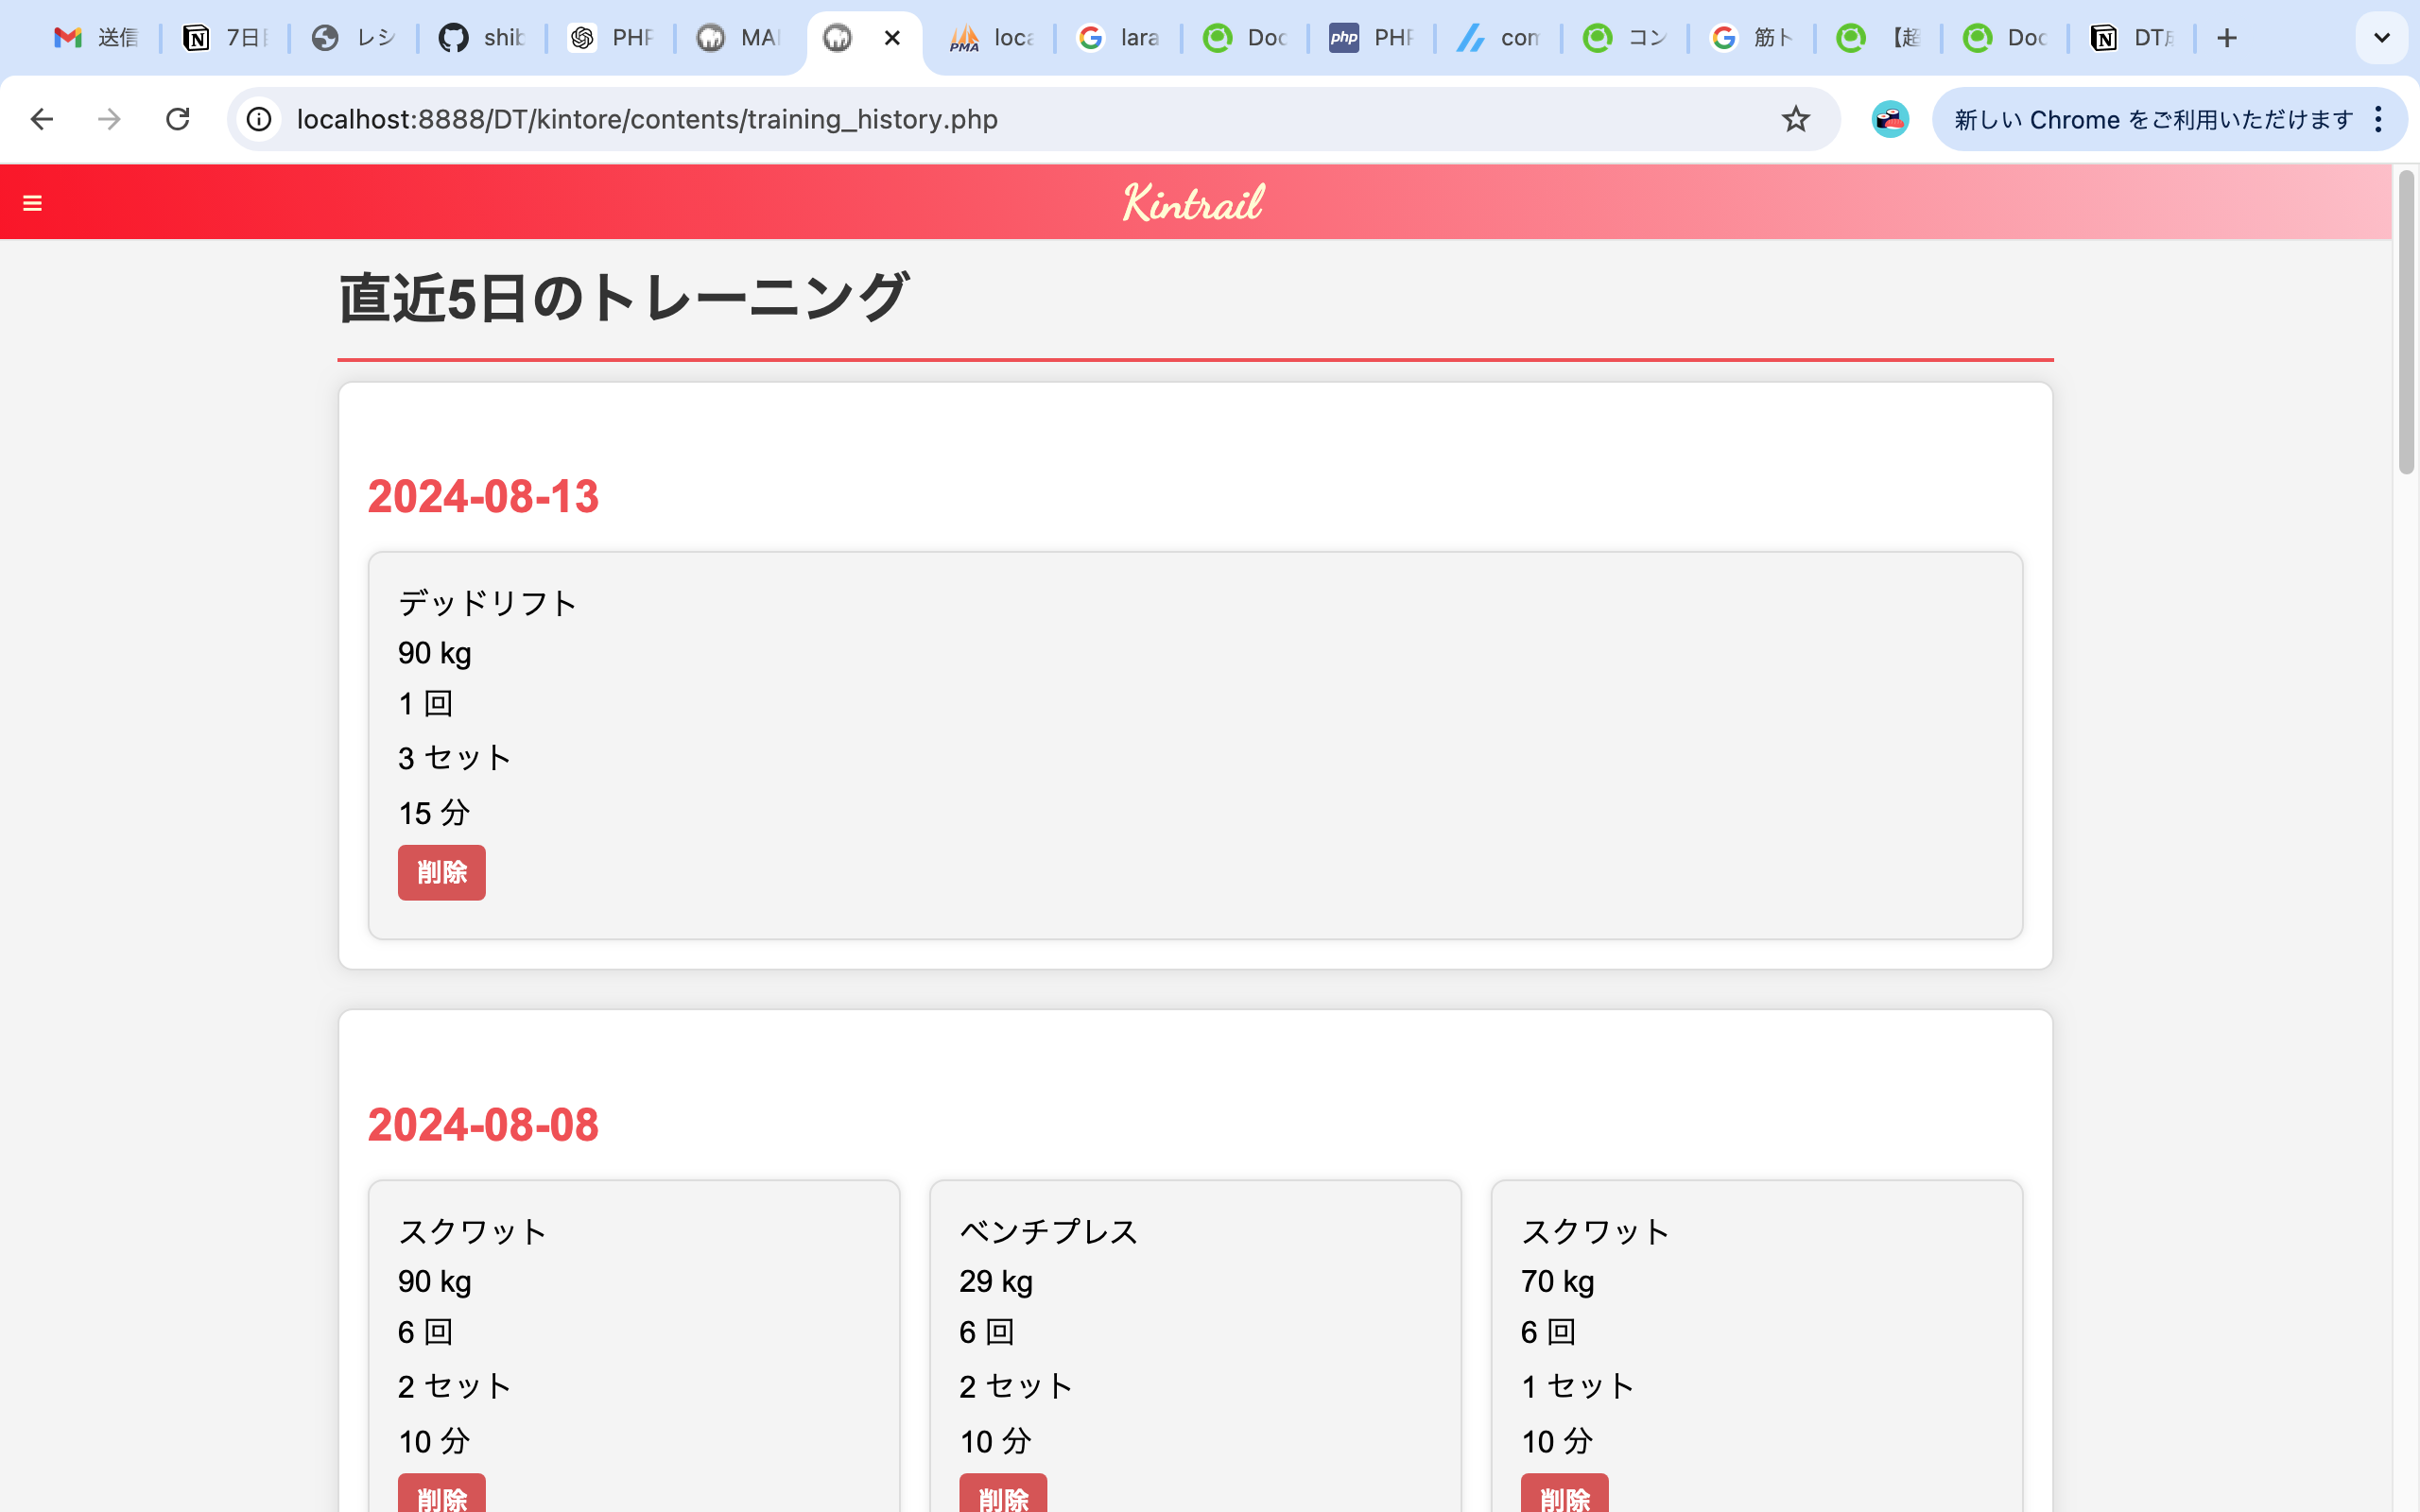 送信 7日 レシ shib PHP MA loca lara Doc php PHP con コン 筋ト 【超 Doc DT
localhost:8888/DT/kintore/contents/training_history.php
新しい Chrome をご利用いただけます
Kintrail
直近5日のトレーニング
2024-08-13
デッドリフト
90 kg
1 回
3 セット
15 分
削除
2024-08-08
スクワット
90 kg
6 回
2 セット
10 分
削除
ベンチプレス
29 kg
6 回
2 セット
10 分
削除
スクワット
70 kg
6 回
1 セット
10 分
削除